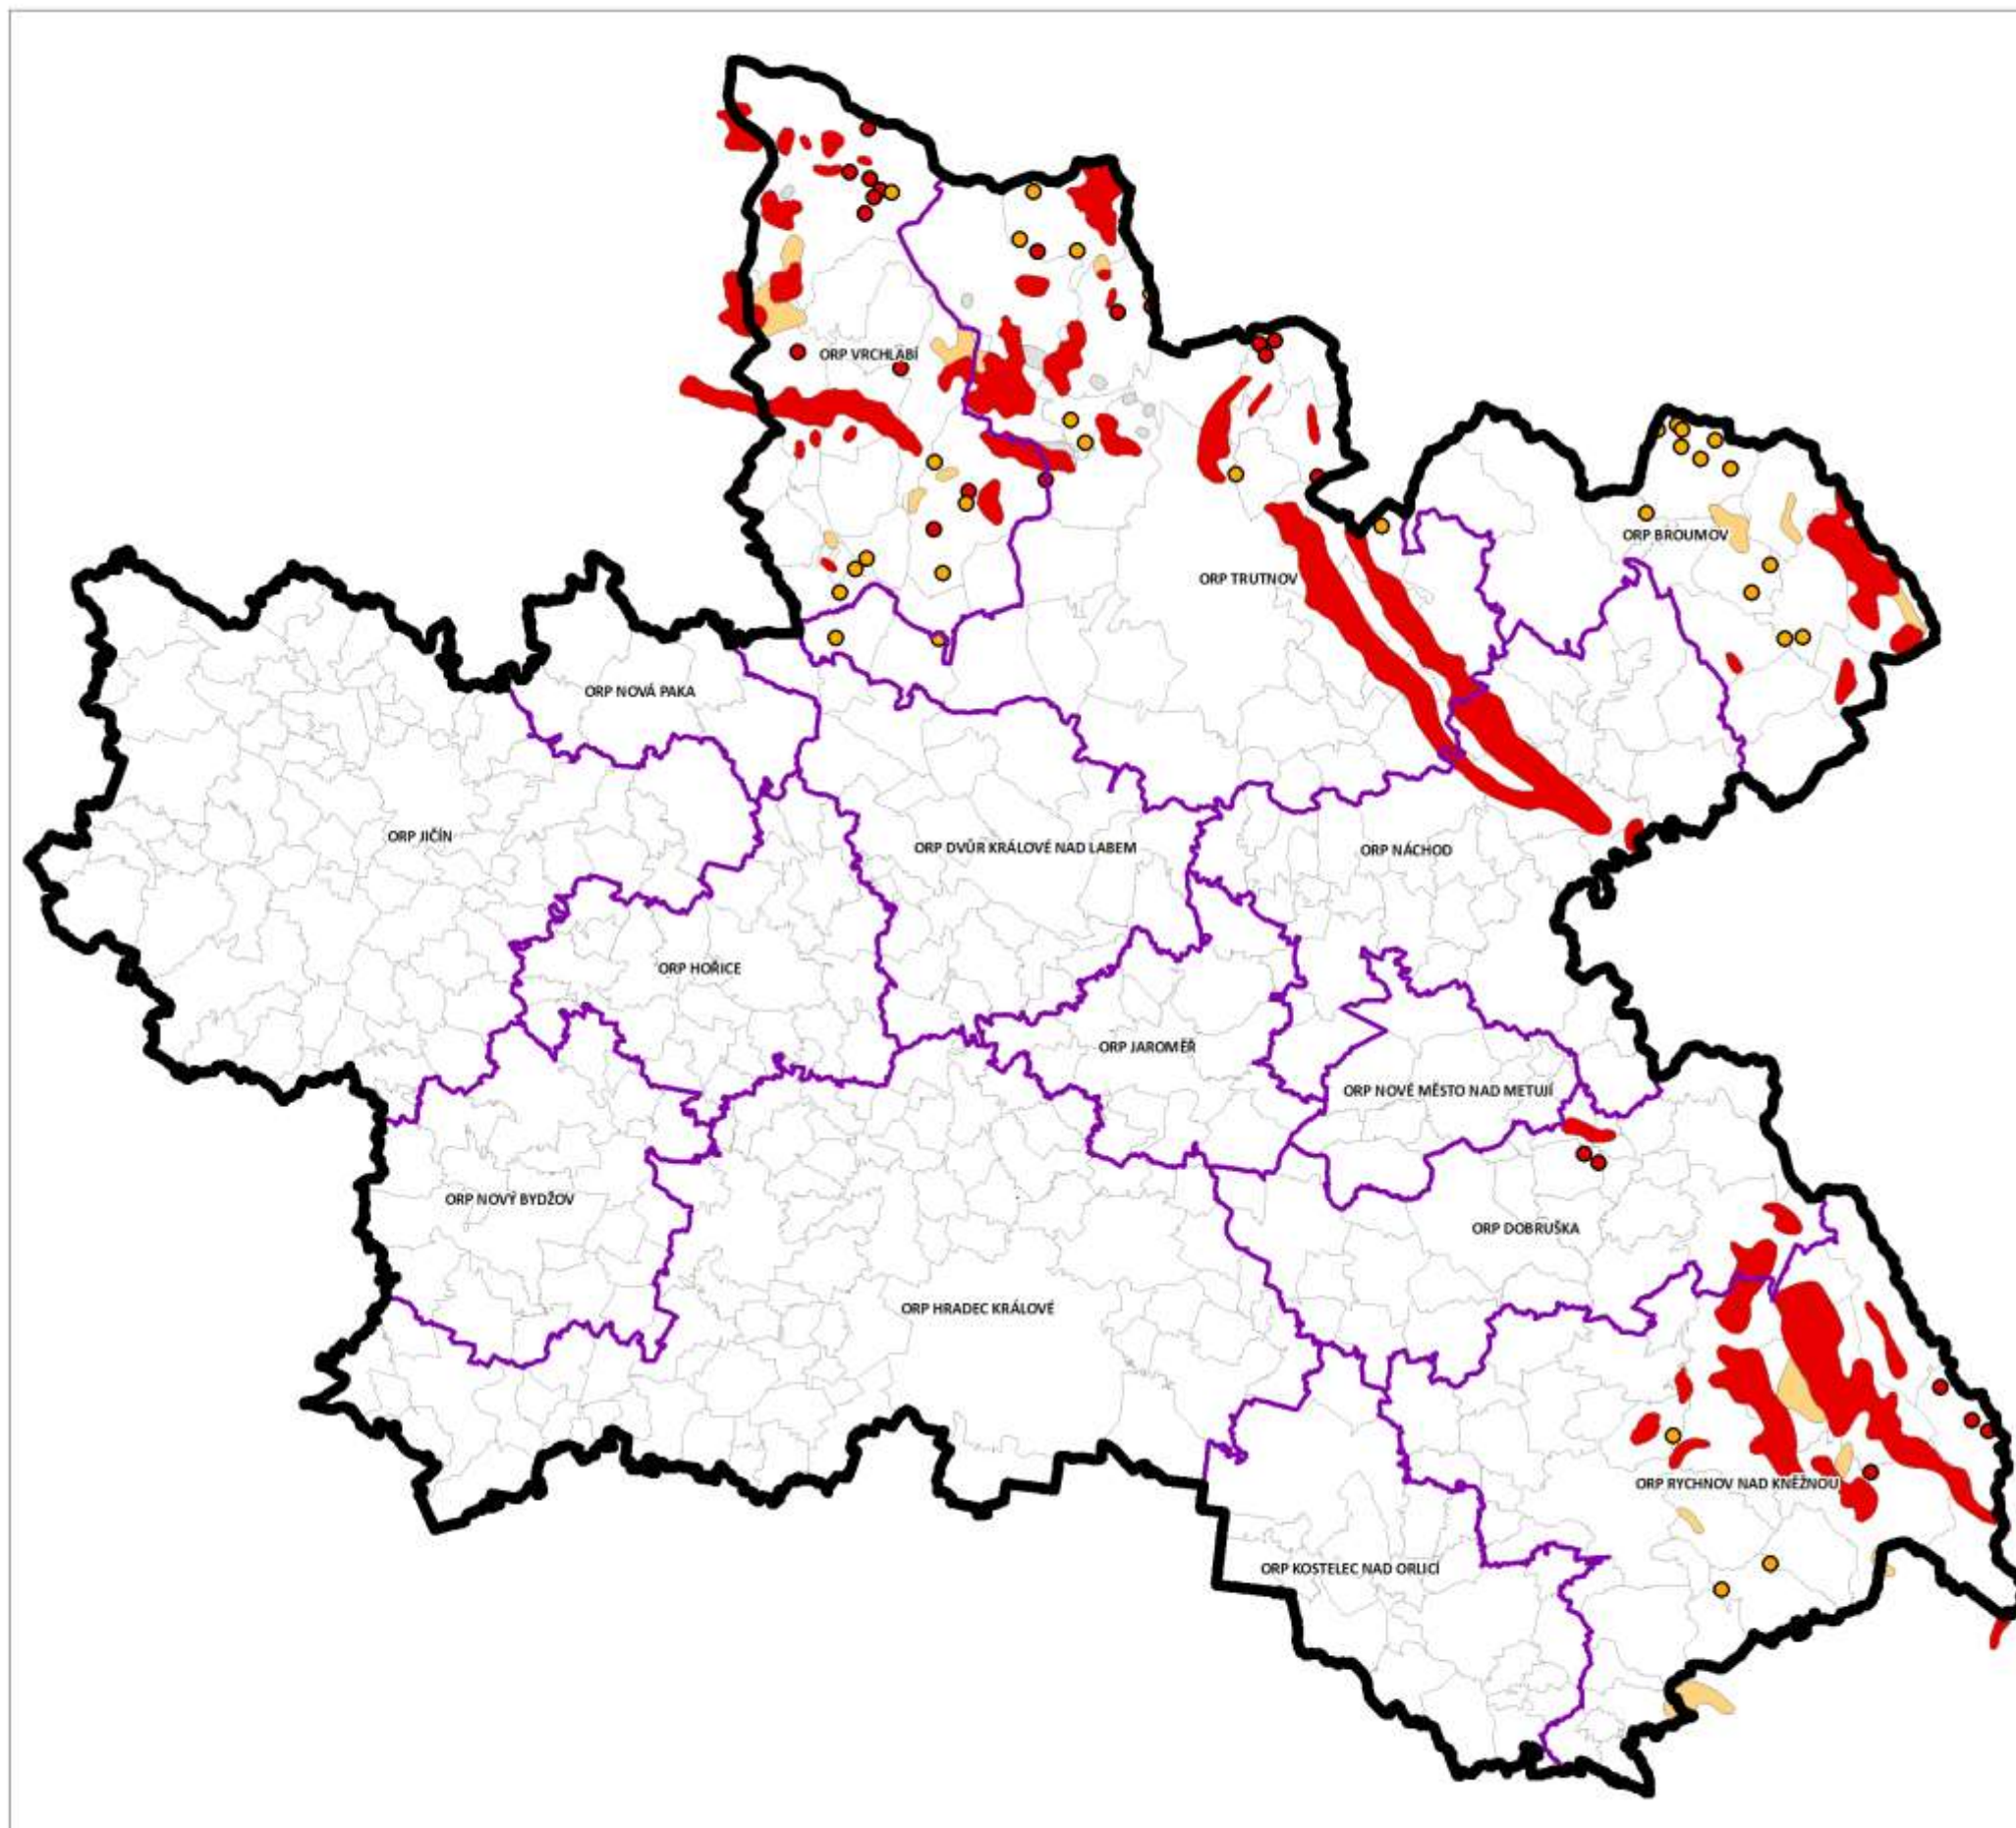 ORP VRCHLABÍ
ORP BROUMOV
ORP TRUTNOV
ORP NOVÁ PAKA
ORP JIČÍN
ORP DVŮR KRÁLOVÉ NAD LABEM
ORP NÁCHOD
ORP HOŘICE
ORP JAROMĚŘ
ORP NOVÉ MĚSTO NAD METUJÍ
ORP NOVÝ BYDŽOV
ORP DOBRUŠKA
ORP HRADEC KRÁLOVÉ
ORP RYCHNOV NAD KNĚŽNOU
ORP KOSTELEC NAD ORLICÍ